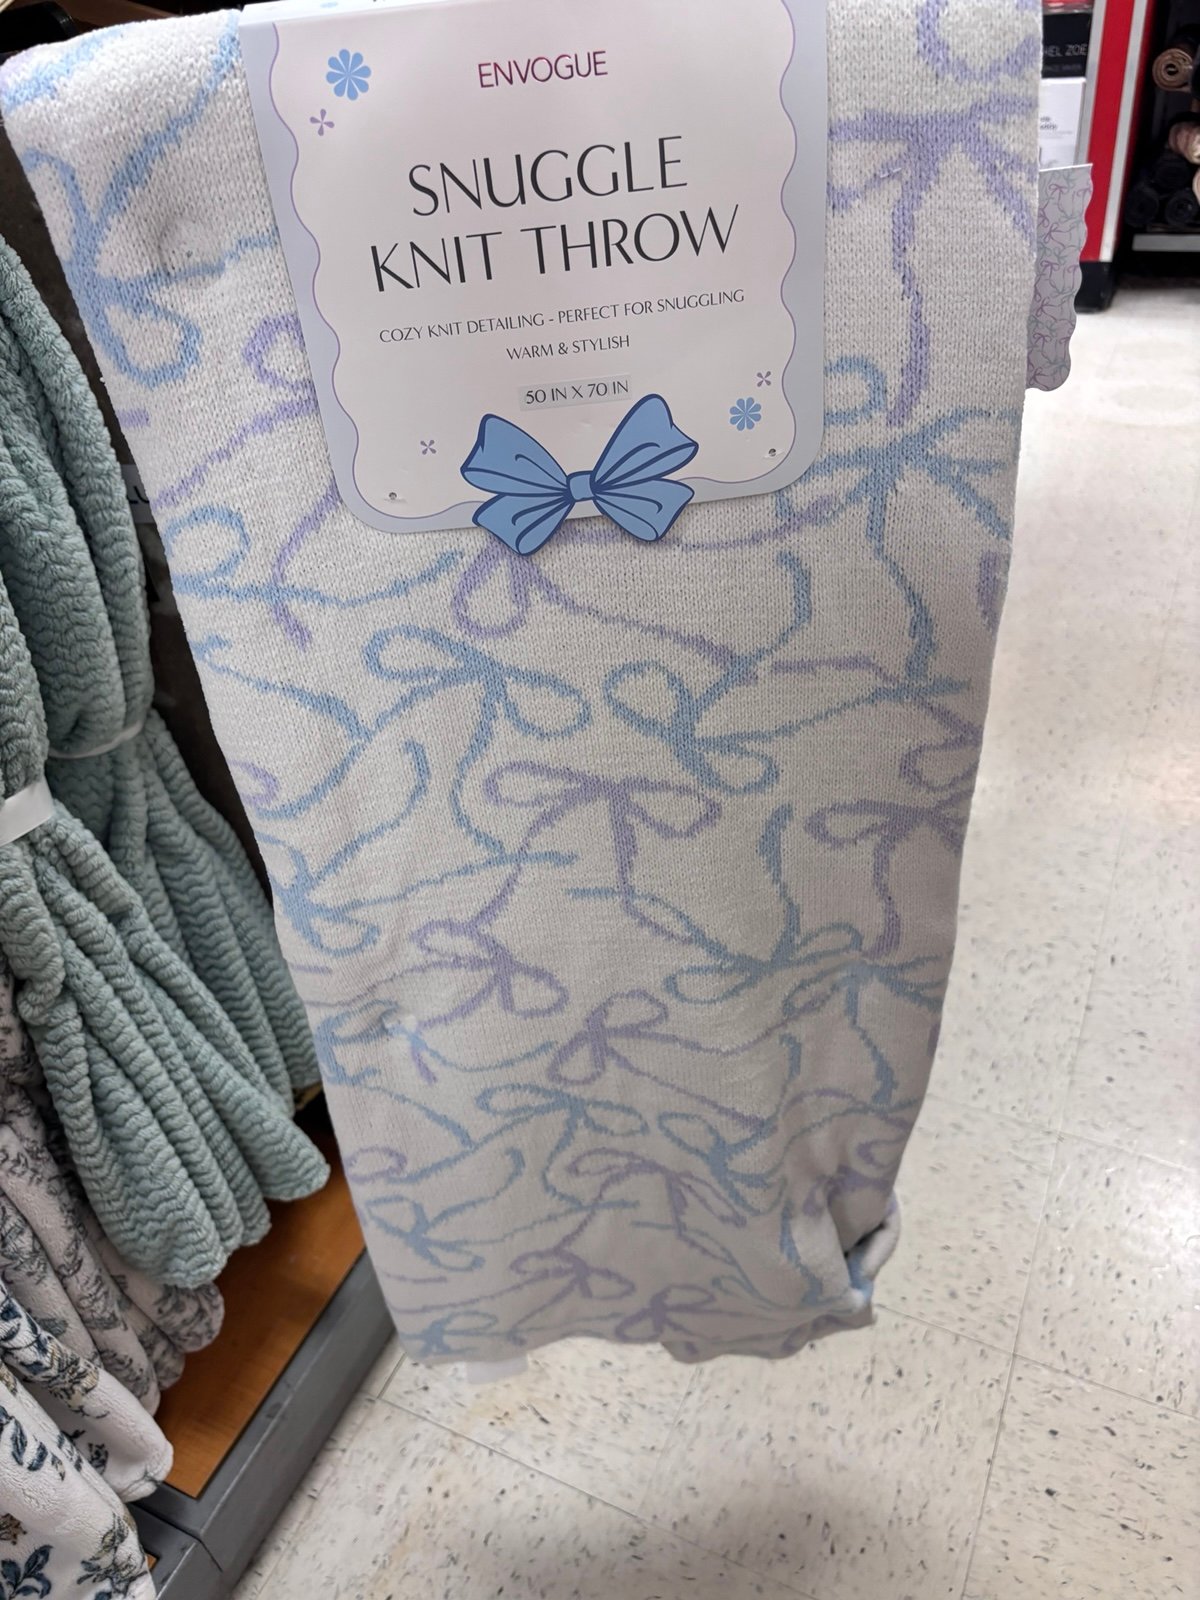 ENVOGUE
SNUGGLE
KNIT THROW
COZY KNIT DETAILING - PERFECT FOR SNUGGLING
WARM & STYLISH
50 IN X 70 IN